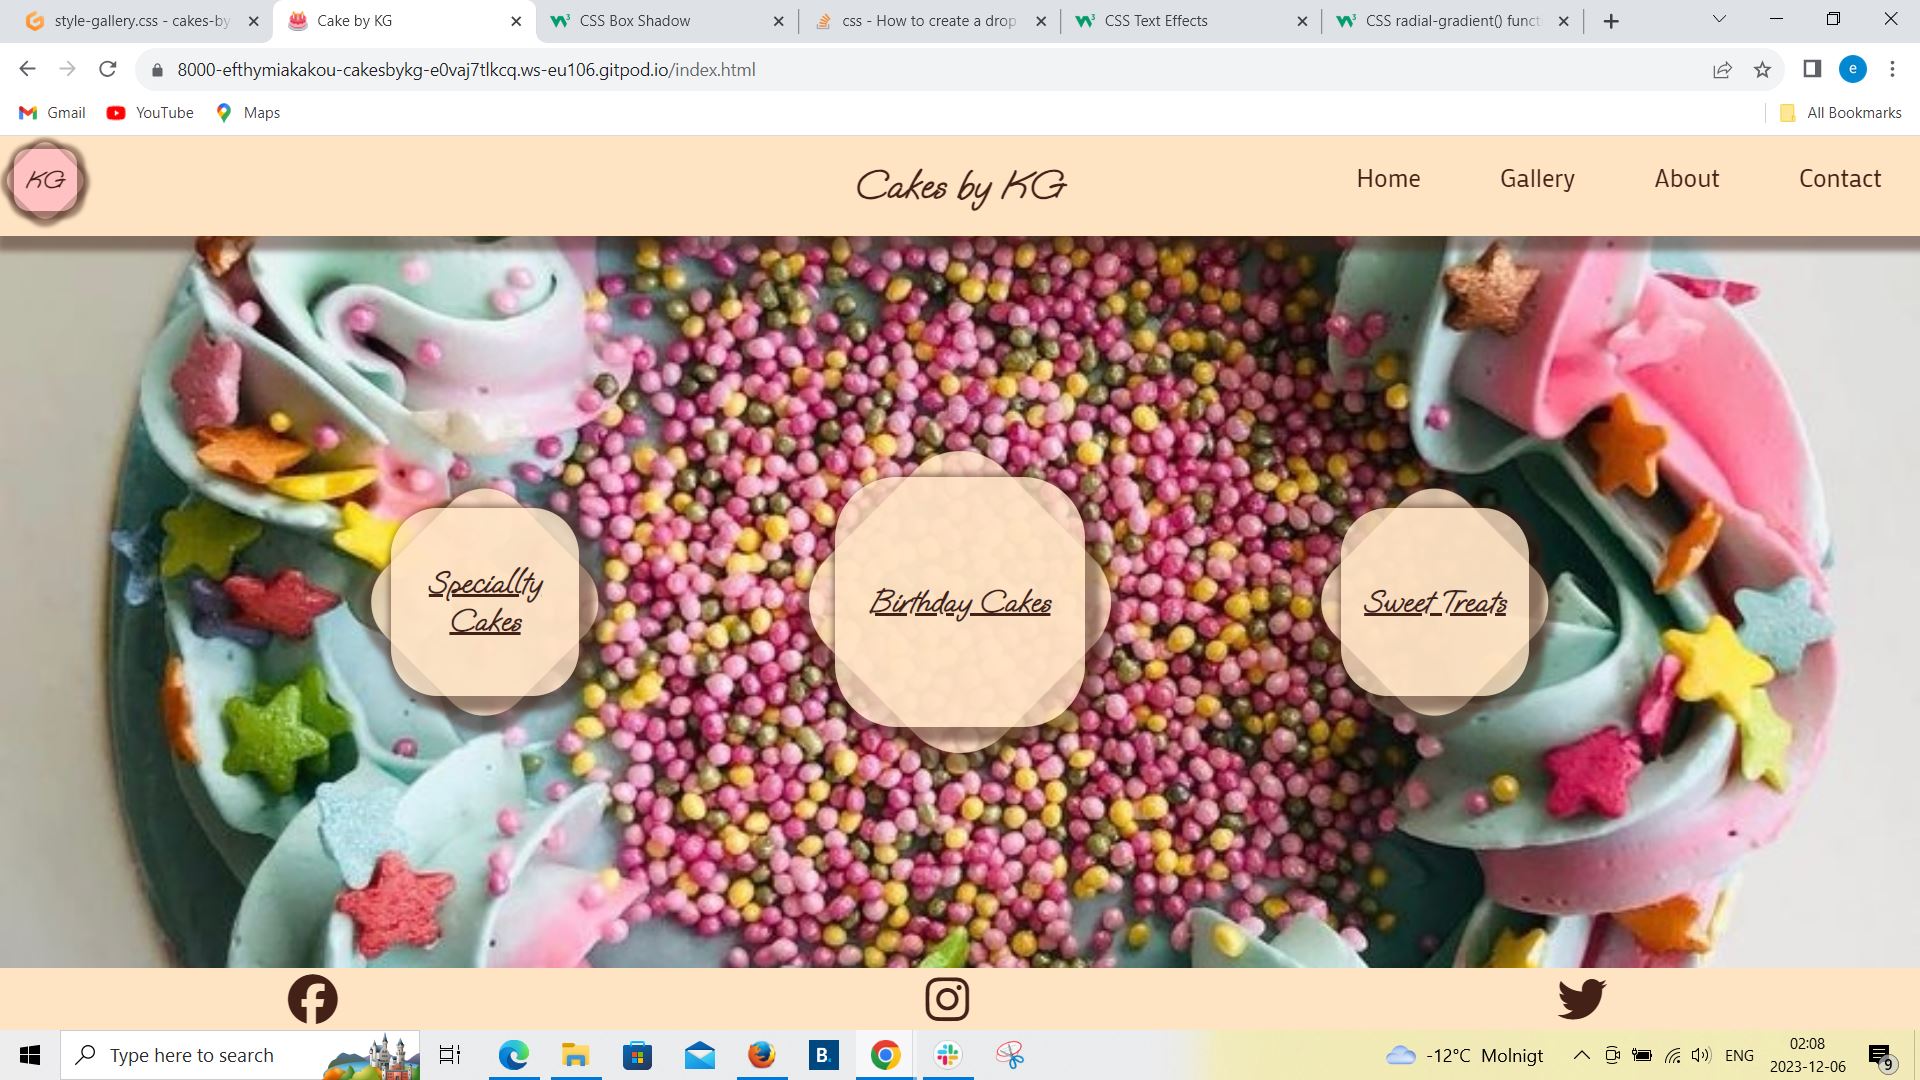 style-gallery.css - cakes-by
Cake by KG
CSS Box Shadow
css - How to create a drop
CSS Text Effects
CSS radial-gradient() funct
8000-efthymiakakou-cakesbykg-e0vaj7tlkcq.ws-eu106.gitpod.io/index.html
e
Gmail
YouTube
Maps
All Bookmarks
KG
Cakes by KG
Home
Gallery
About
Contact
Speciallty
Cakes
Birthday Cakes
Sweet Treats
Type here to search
B.
-12°C Molnigt
ENG
02:08
2023-12-06
9